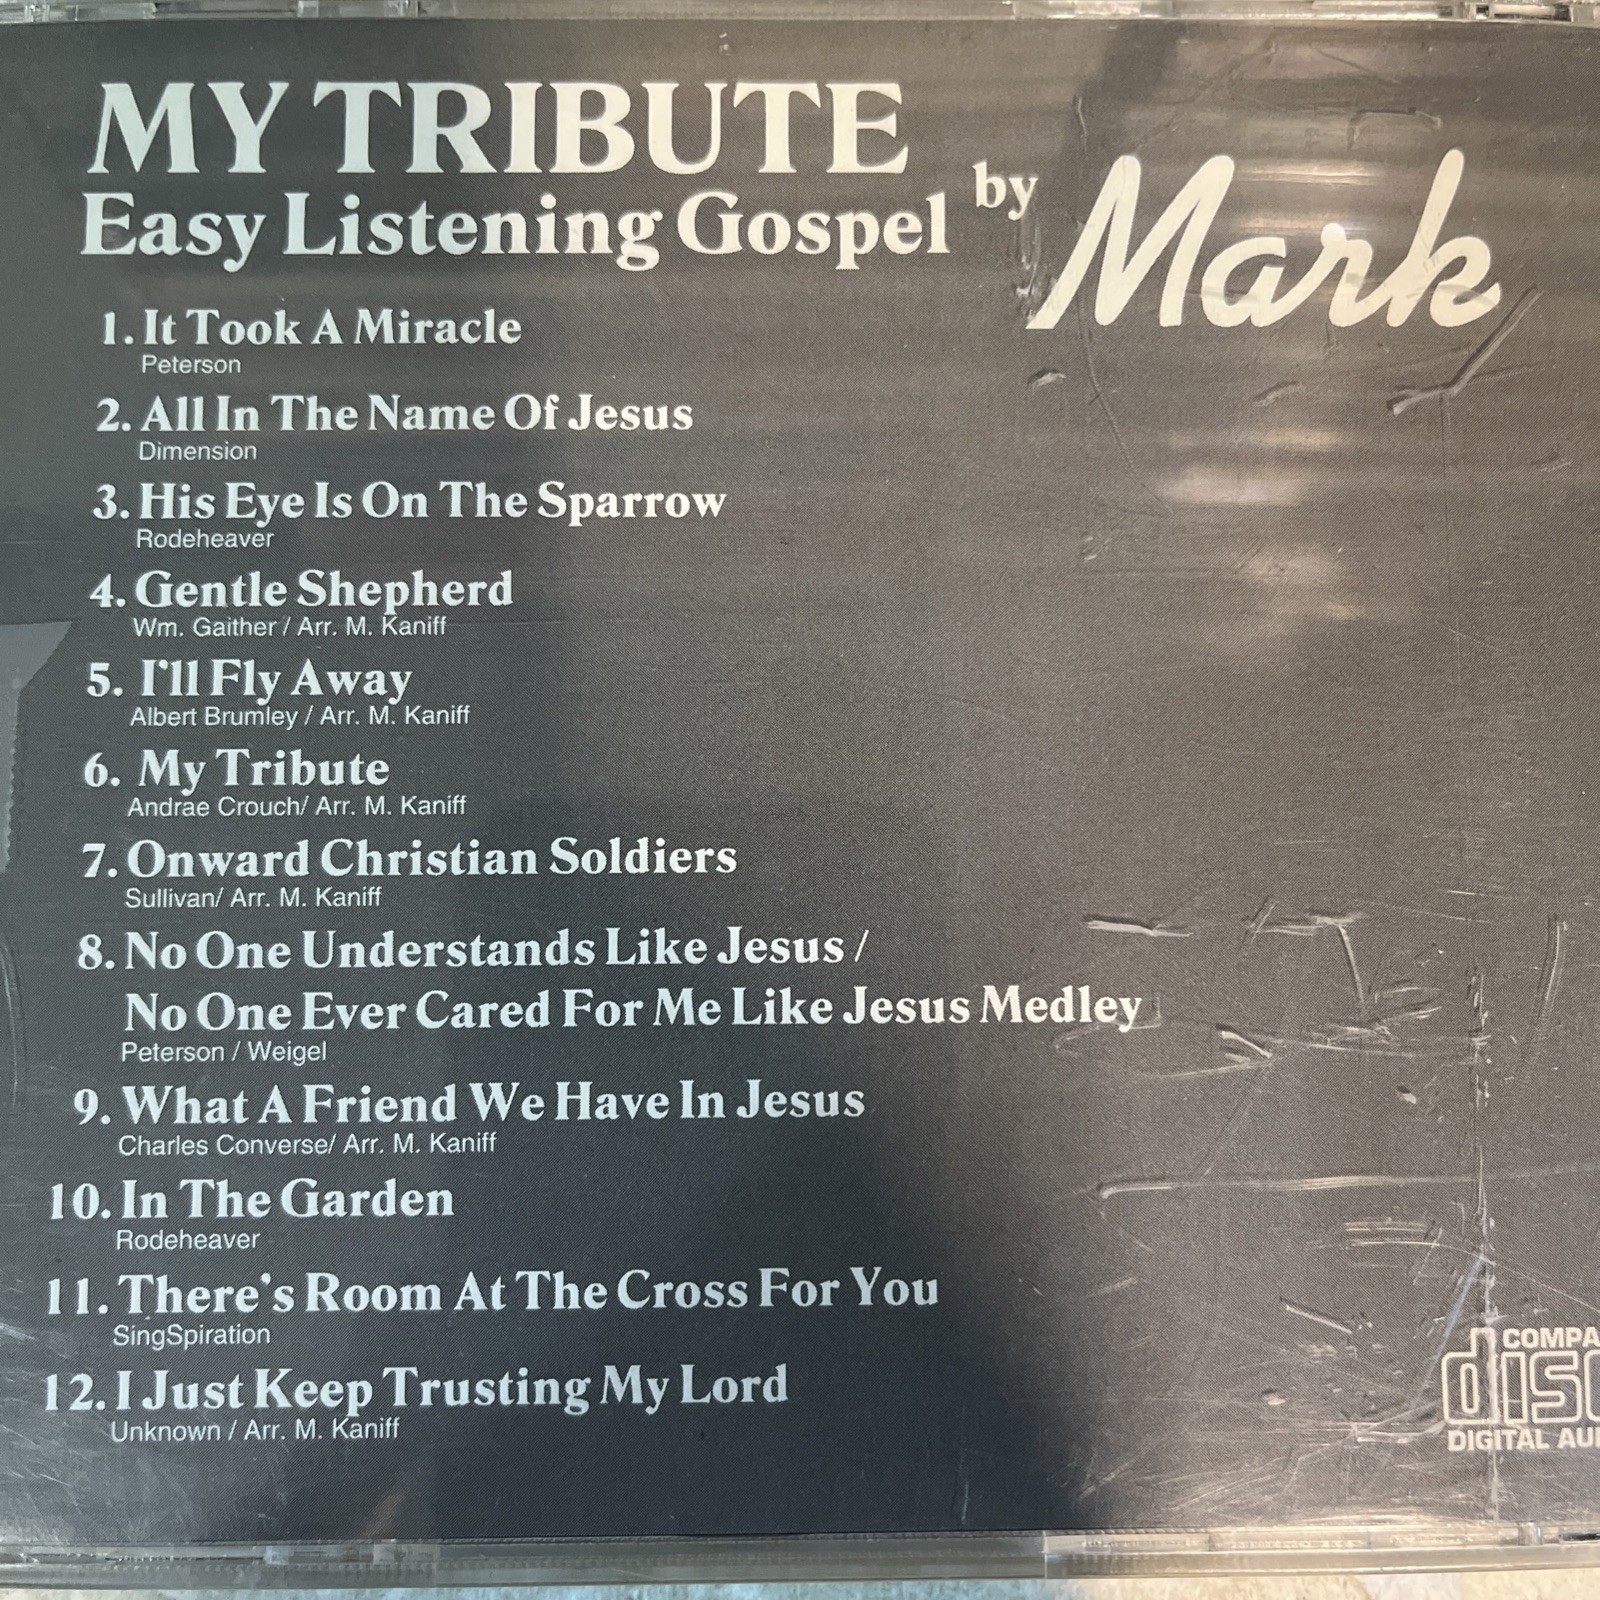 MY TRIBUTE
Easy Listening Gospel by Mark
1. It Took A Miracle
Peterson
2. All In The Name Of Jesus
Dimension
3. His Eye Is On The Sparrow
Rodeheaver
4. Gentle Shepherd
Wm. Gaither / Arr. M. Kaniff
5. I'll Fly Away
Albert Brumley / Arr. M. Kaniff
6. My Tribute
Andrae Crouch/ Arr. M. Kaniff
7. Onward Christian Soldiers
Sullivan/ Arr. M. Kaniff
8. No One Understands Like Jesus /
No One Ever Cared For Me Like Jesus Medley
Peterson / Weigel
9. What A Friend We Have In Jesus
Charles Converse/ Arr. M. Kaniff
10. In The Garden
Rodeheaver
11. There's Room At The Cross For You
SingSpiration
12. I Just Keep Trusting My Lord
Unknown / Arr. M. Kaniff
COMPA
disc
DIGITAL AU